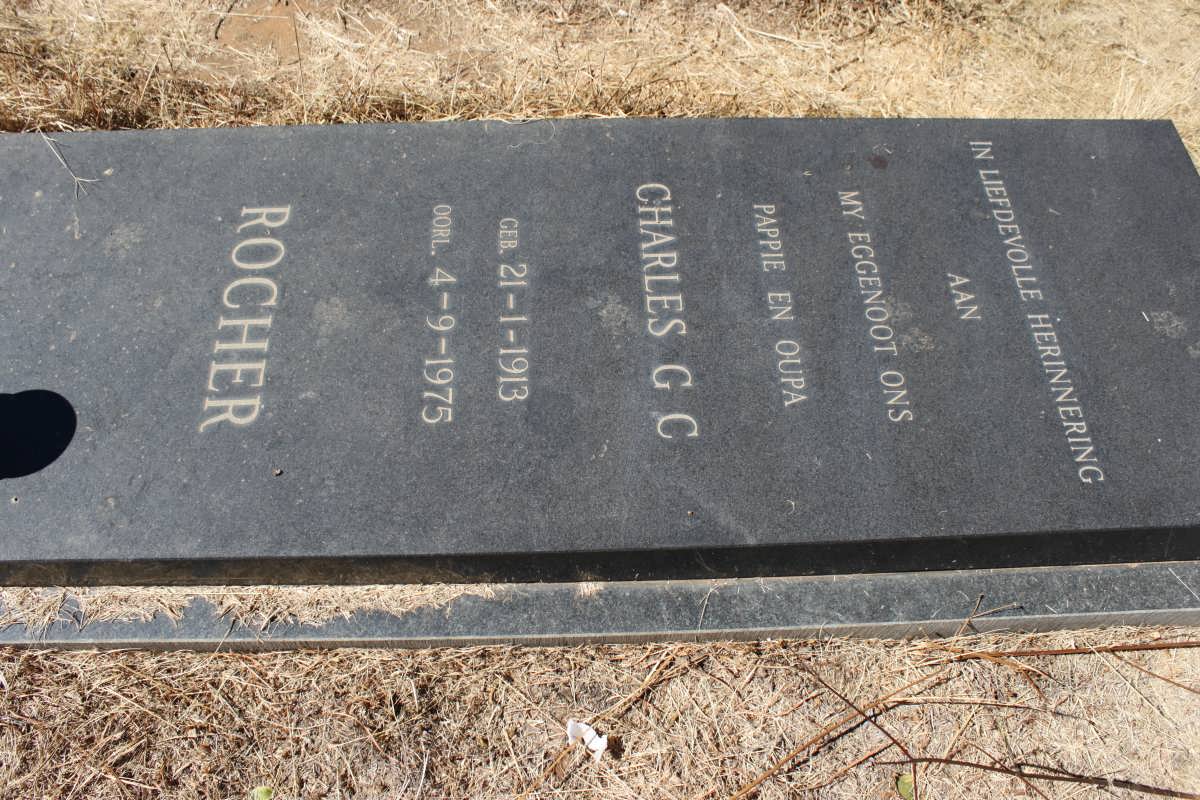 IN LIEFDEVOLLE HERINNERING
AAN
MY EGGENOOT ONS
PAPPIE EN OUPA
CHARLES G C
GEB. 21-1-1913
OORL. 4-9-1975
ROCHER